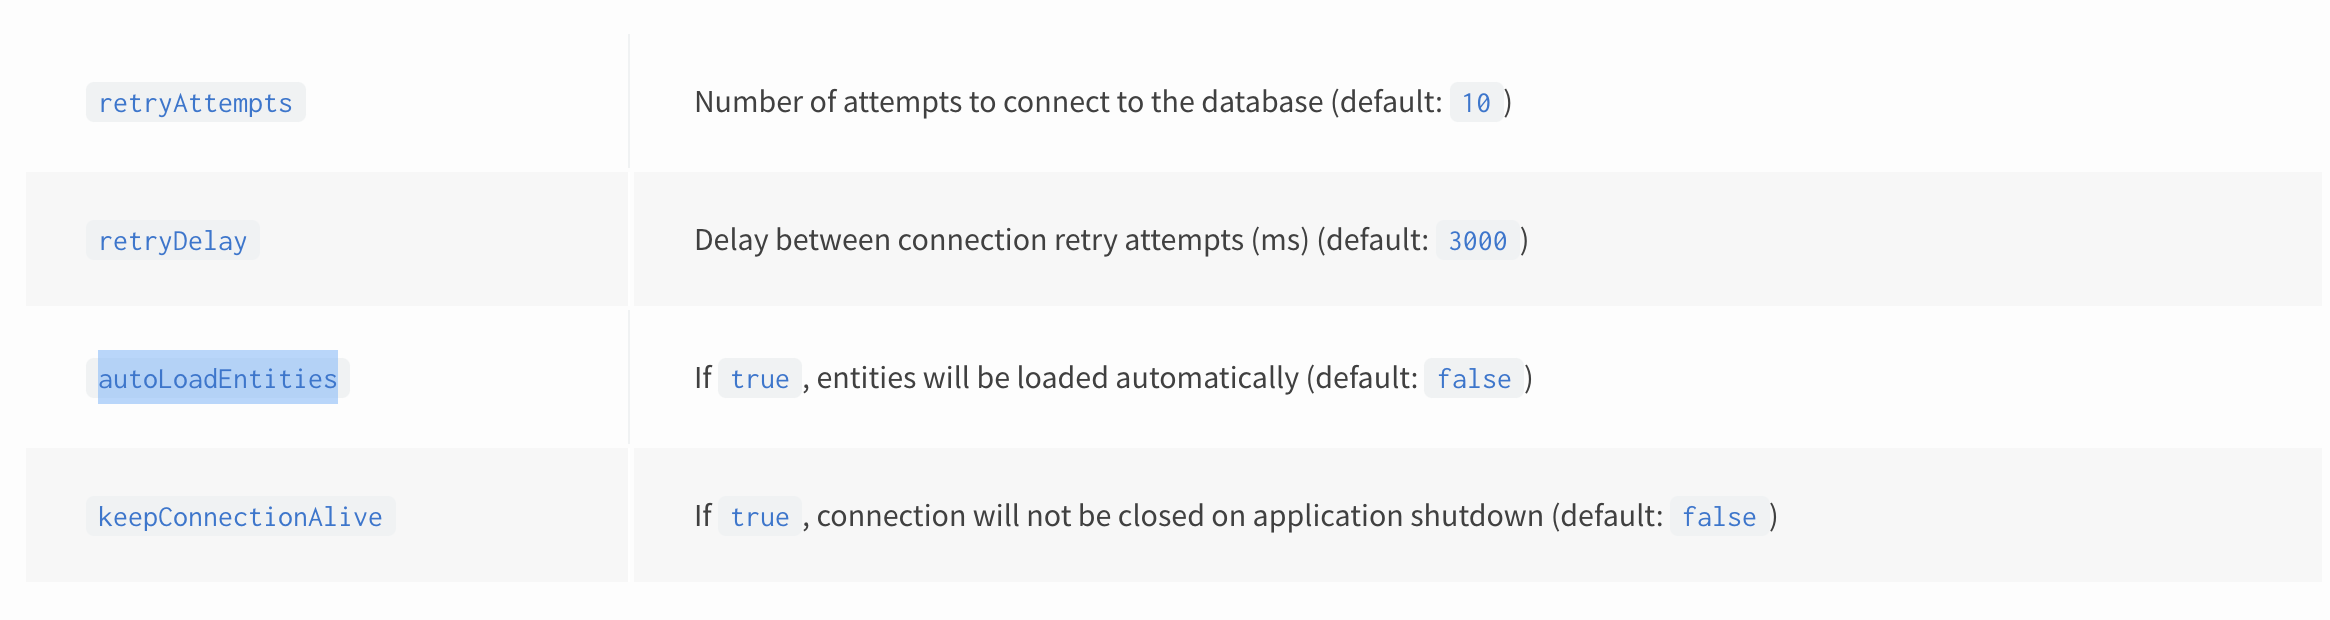 retryAttempts Number of attempts to connect to the database (default: 10)
retryDelay Delay between connection retry attempts (ms) (default: 3000 )
autoLoadEntities If true, entities will be loaded automatically (default: false)
keepConnectionAlive If true, connection will not be closed on application shutdown (default: false )